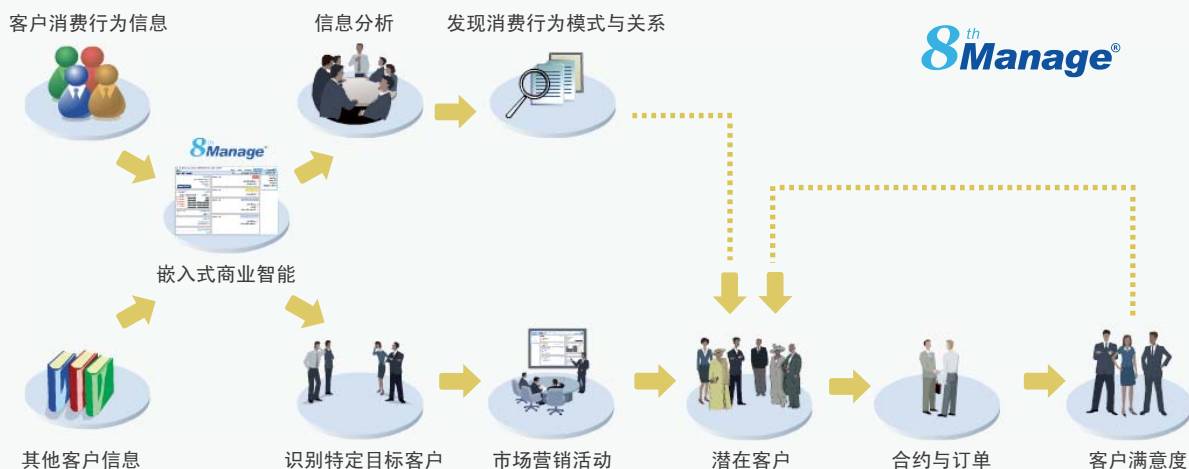 客户消费行为信息
信息分析
发现消费行为模式与关系
8th Manage®
8th Manage®
嵌入式商业智能
其他客户信息
识别特定目标客户
市场营销活动
潜在客户
合约与订单
客户满意度